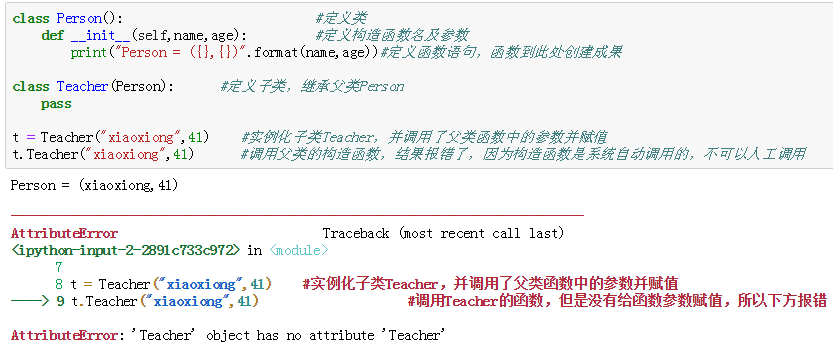 class Person(): #定义类
def __init__(self,name,age): #定义构造函数名及参数
print("Person = ({},{})".format(name,age))#定义函数语句，函数到此处创建成果
class Teacher(Person): #定义子类，继承父类Person
pass
t = Teacher("xiaoxiong",41) #实例化子类Teacher，并调用了父类函数中的参数并赋值
t.Teacher("xiaoxiong",41) #调用父类的构造函数，结果报错了，因为构造函数是系统自动调用的，不可以人工调用
Person = (xiaoxiong,41)
AttributeError Traceback (most recent call last)
<ipython-input-2-2891c733c972> in <module>
7
8 t = Teacher("xiaoxiong",41) #实例化子类Teacher，并调用了父类函数中的参数并赋值
----> 9 t.Teacher("xiaoxiong",41) #调用Teacher的函数，但是没有给函数参数赋值，所以下方报错
AttributeError: 'Teacher' object has no attribute 'Teacher'